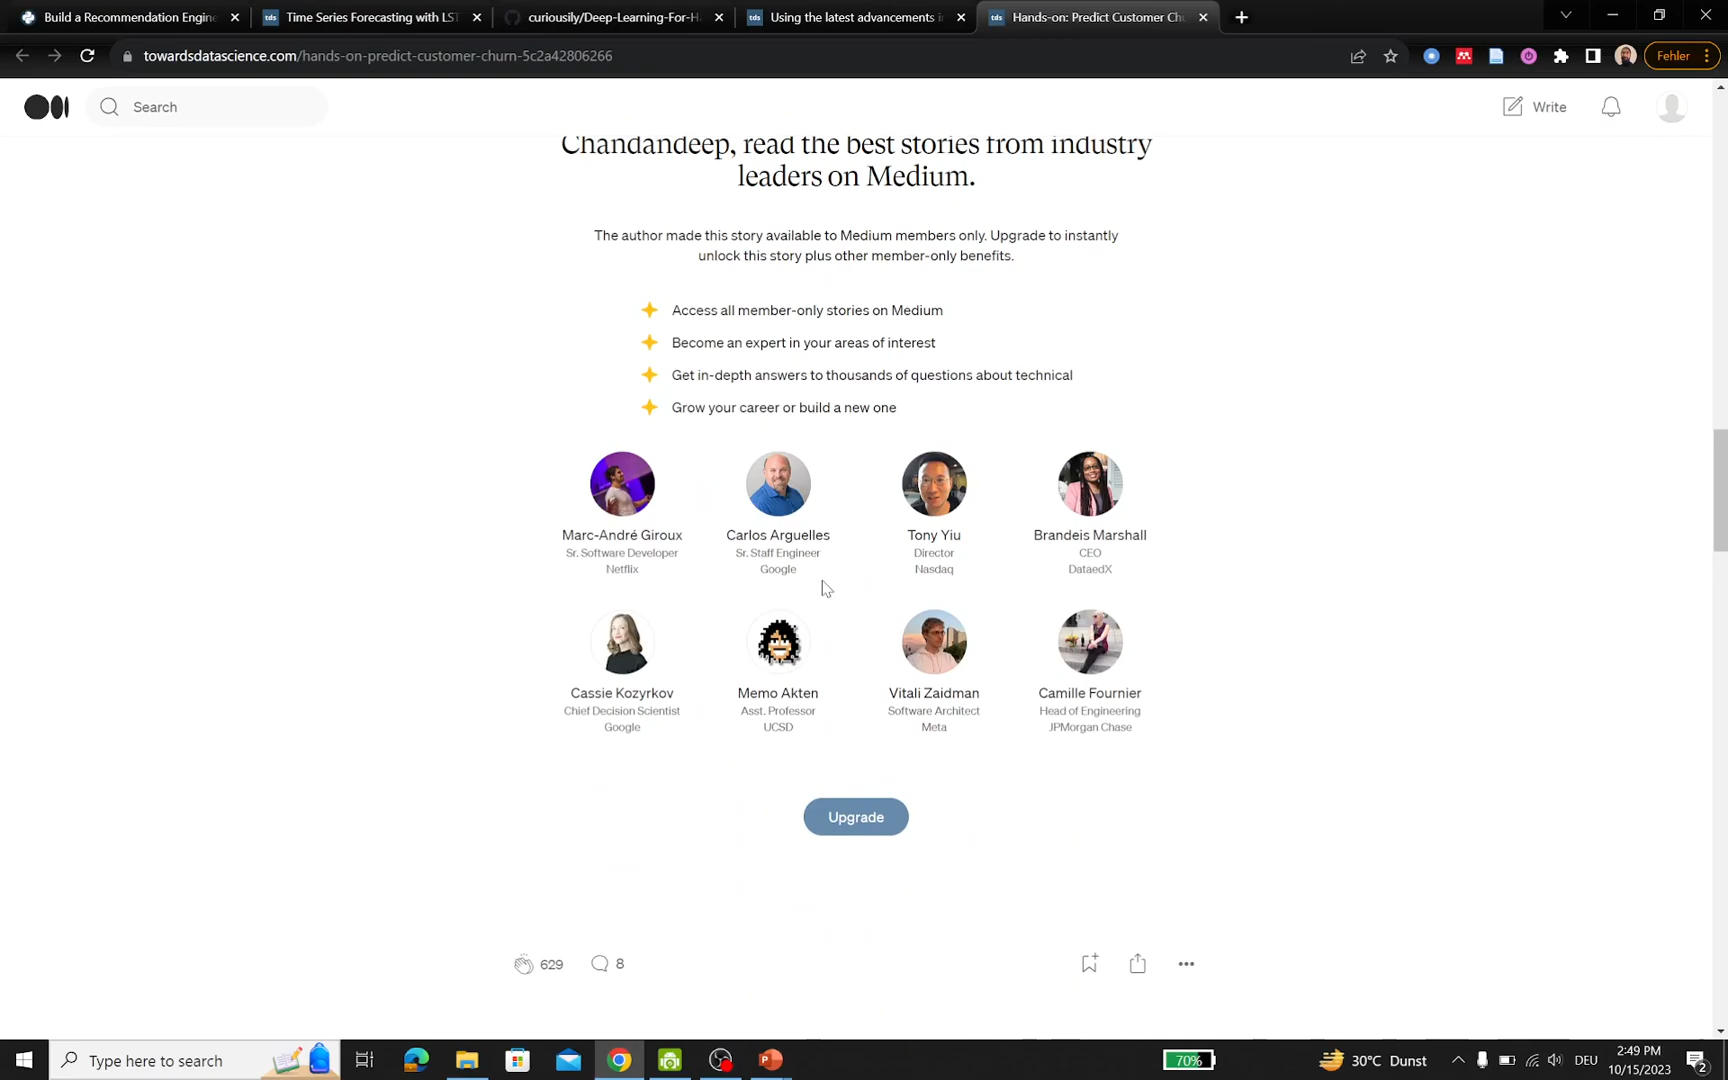 Build a Recommendation Engine
tds Time Series Forecasting with LST
curiousily/Deep-Learning-For-H
tds Using the latest advancements i
tds Hands-on: Predict Customer Ch
towardsdatascience.com/hands-on-predict-customer-churn-5c2a42806266
Fehler
Search
Write
Chandandeep, read the best stories from industry
leaders on Medium.
The author made this story available to Medium members only. Upgrade to instantly
unlock this story plus other member-only benefits.
Access all member-only stories on Medium
Become an expert in your areas of interest
Get in-depth answers to thousands of questions about technical
Grow your career or build a new one
Marc-André Giroux
Sr. Software Developer
Netflix
Carlos Arguelles
Sr. Staff Engineer
Google
Tony Yiu
Director
Nasdaq
Brandeis Marshall
CEO
DataedX
Cassie Kozyrkov
Chief Decision Scientist
Google
Memo Akten
Asst. Professor
UCSD
Vitali Zaidman
Software Architect
Meta
Camille Fournier
Head of Engineering
JPMorgan Chase
Upgrade
629
8
Type here to search
70%
30°C Dunst
DEU
2:49 PM
10/15/2023
2